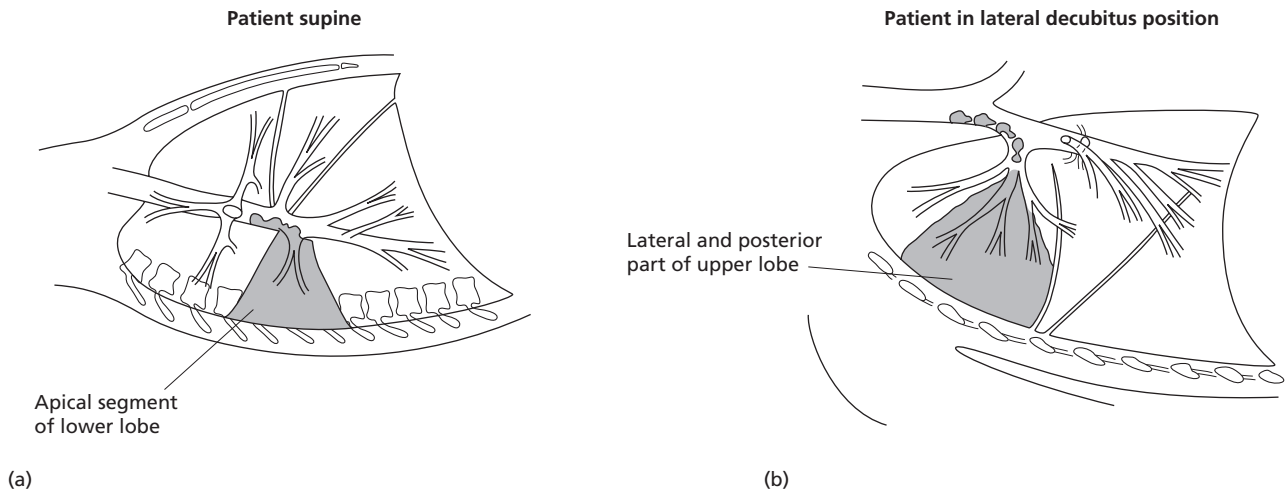 Patient supine
Patient in lateral decubitus position
Lateral and posterior
part of upper lobe
Apical segment
of lower lobe
(a)
(b)